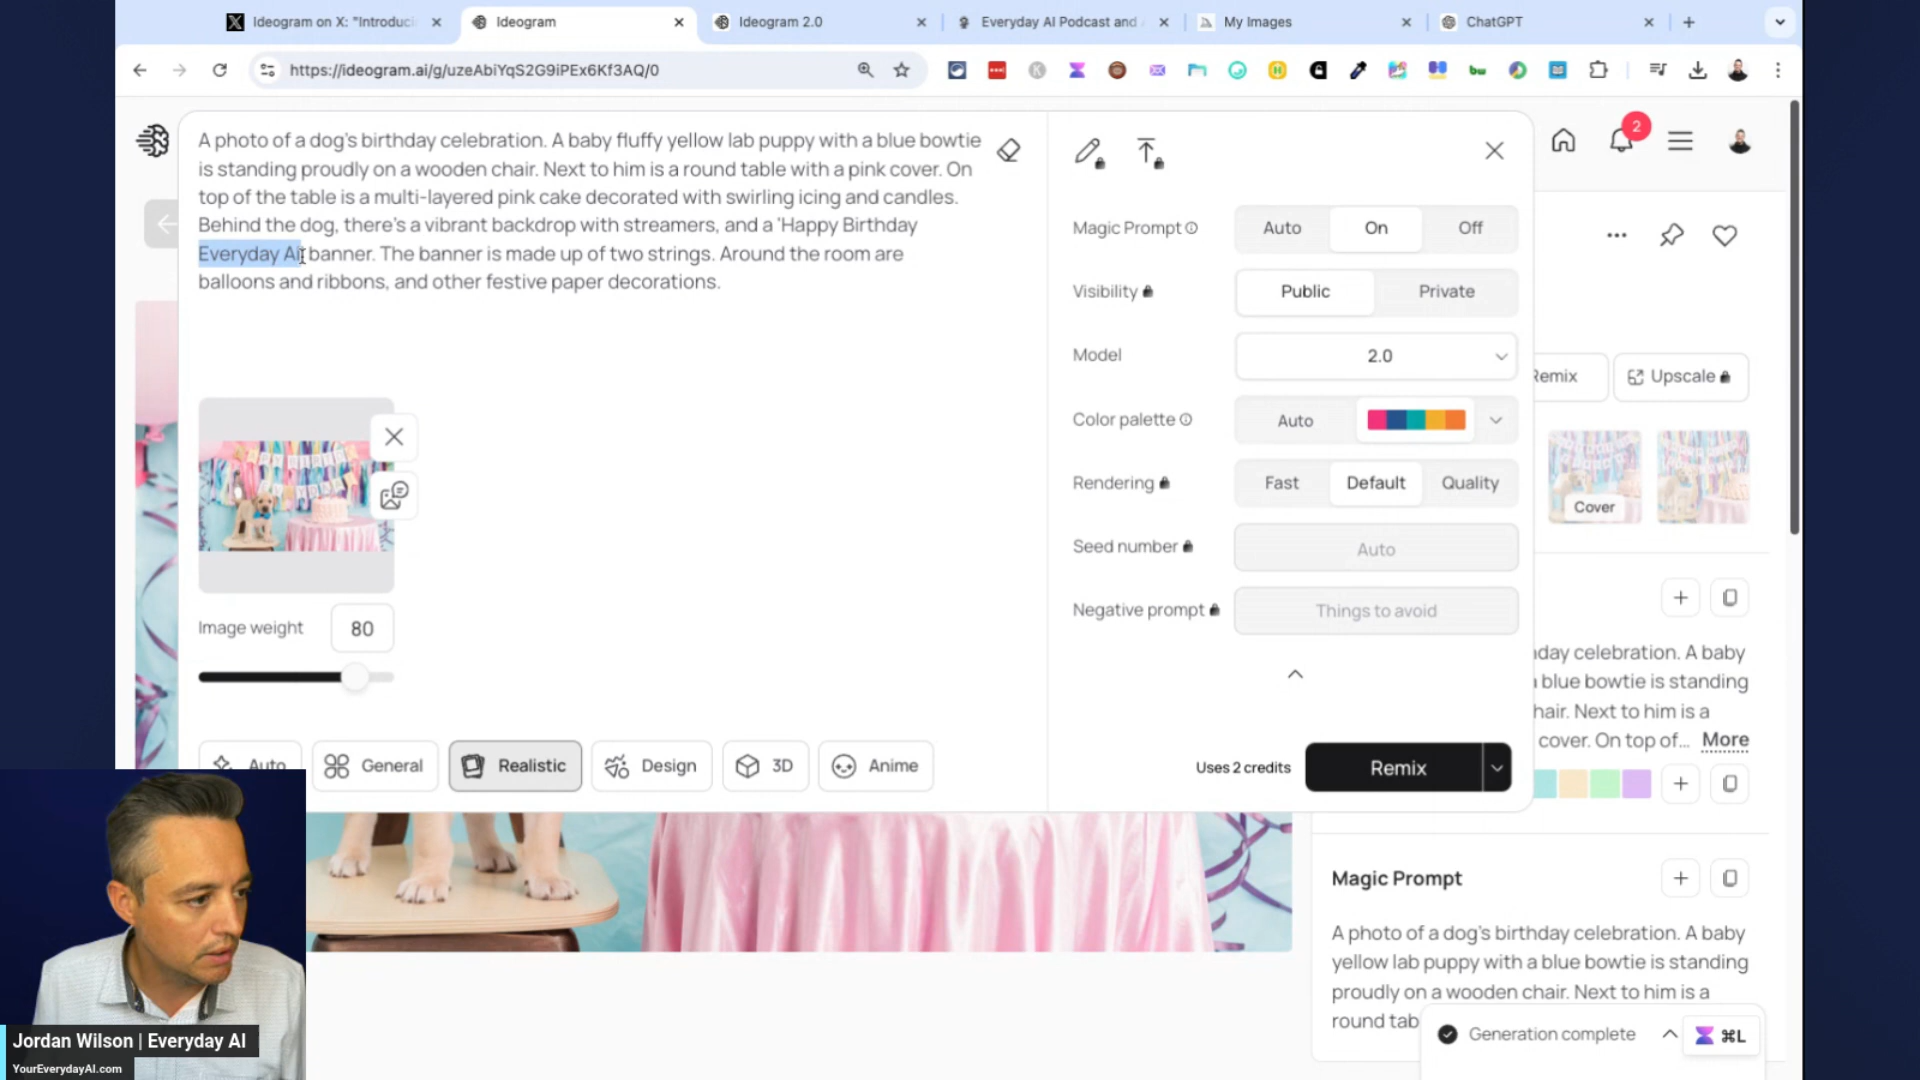 Ideogram on X: "Introduci
Ideogram
Ideogram 2.0
Everyday AI Podcast and
My Images
ChatGPT
https://ideogram.ai/g/uzeAbiYqS2G9iPEx6Kf3AQ/0
A photo of a dog's birthday celebration. A baby fluffy yellow lab puppy with a blue bowtie
is standing proudly on a wooden chair. Next to him is a round table with a pink cover. On
top of the table is a multi-layered pink cake decorated with swirling icing and candles.
Behind the dog, there's a vibrant backdrop with streamers, and a 'Happy Birthday
Everyday AI banner. The banner is made up of two strings. Around the room are
balloons and ribbons, and other festive paper decorations.
Image weight 80
Auto
General
Realistic
Design
3D
Anime
Magic Prompt
Auto On Off
Visibility
Public Private
Model
2.0
Color palette
Auto
Rendering
Fast Default Quality
Seed number
Auto
Negative prompt
Things to avoid
Uses 2 credits
Remix
2
Remix
Upscale
Cover
day celebration. A baby
blue bowtie is standing
hair. Next to him is a
cover. On top of... More
Magic Prompt
A photo of a dog's birthday celebration. A baby
yellow lab puppy with a blue bowtie is standing
proudly on a wooden chair. Next to him is a
round tab
Generation complete
⌘L
Jordan Wilson | Everyday AI
YourEverydayAI.com